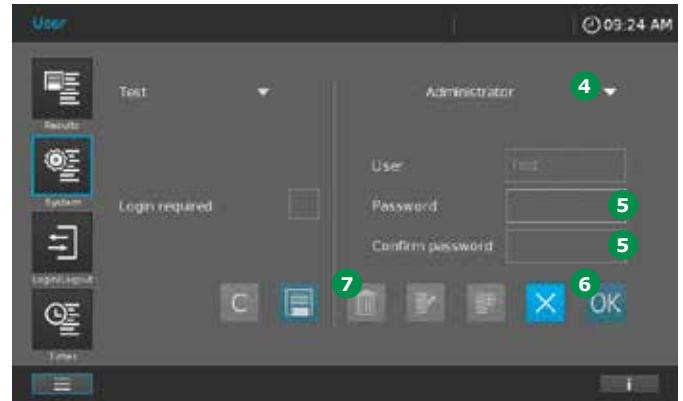 User
09:24 AM
Test
Administrator
4
Results
User
Test
System
Login required
Password
5
Confirm password
5
Login/Logout
7
6
C
OK
Times
i